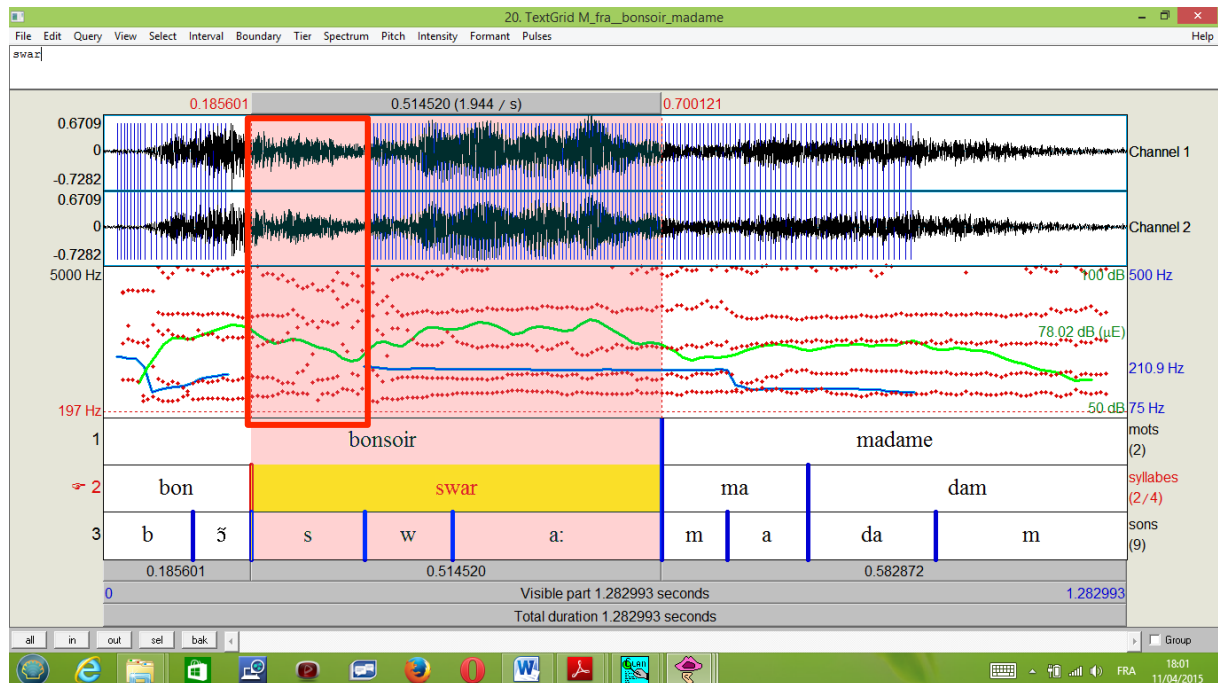 20. TextGrid M_fra__bonsoir_madame
File Edit Query View Select Interval Boundary Tier Spectrum Pitch Intensity Formant Pulses Help
swar
0.185601 0.514520 (1.944 / s) 0.700121
0.6709
0 Channel 1
-0.7282
0.6709
0 Channel 2
-0.7282
5000 Hz 100 dB 500 Hz
78.02 dB (µE)
210.9 Hz
197 Hz 50 dB 75 Hz
1 bonsoir madame mots (2)
2 bon swar ma dam syllabes (2/4)
3 b ɔ̃ s w a: m a da m sons (9)
0.185601 0.514520 0.582872
0 Visible part 1.282993 seconds 1.282993
Total duration 1.282993 seconds
all in out sel bak Group
W CLAN FRA 18:01
11/04/2015